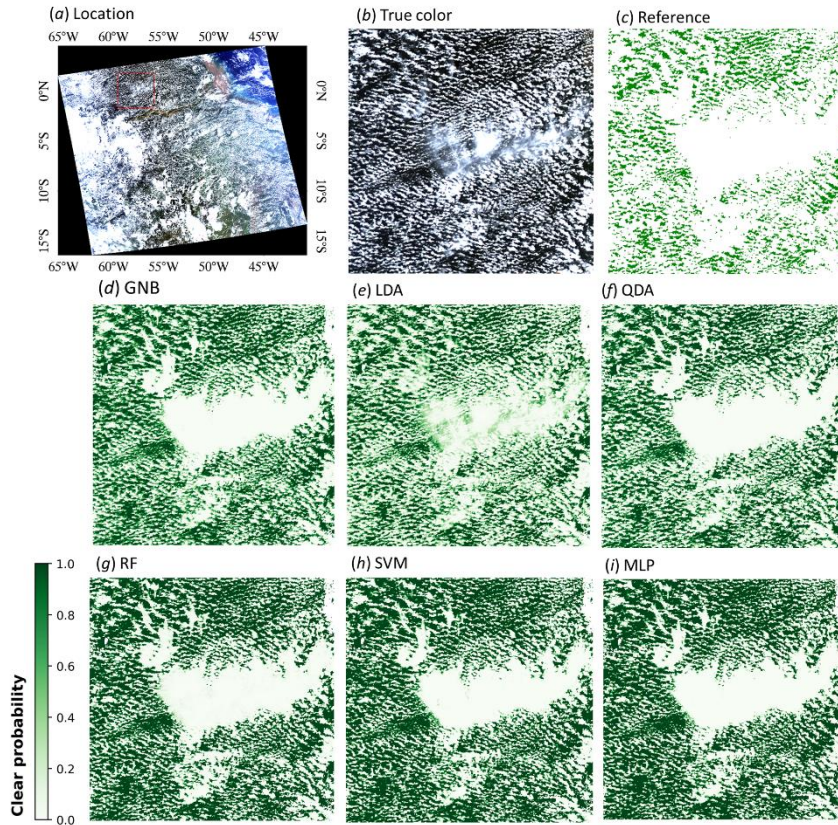 (a) Location
(b) True color
(c) Reference
65°W 60°W 55°W 50°W 45°W
0°N
5°S
10°S
15°S
0°N
5°S
10°S
15°S
65°W 60°W 55°W 50°W 45°W
(d) GNB
(e) LDA
(f) QDA
(g) RF
(h) SVM
(i) MLP
1.0
0.8
0.6
0.4
0.2
0.0
Clear probability